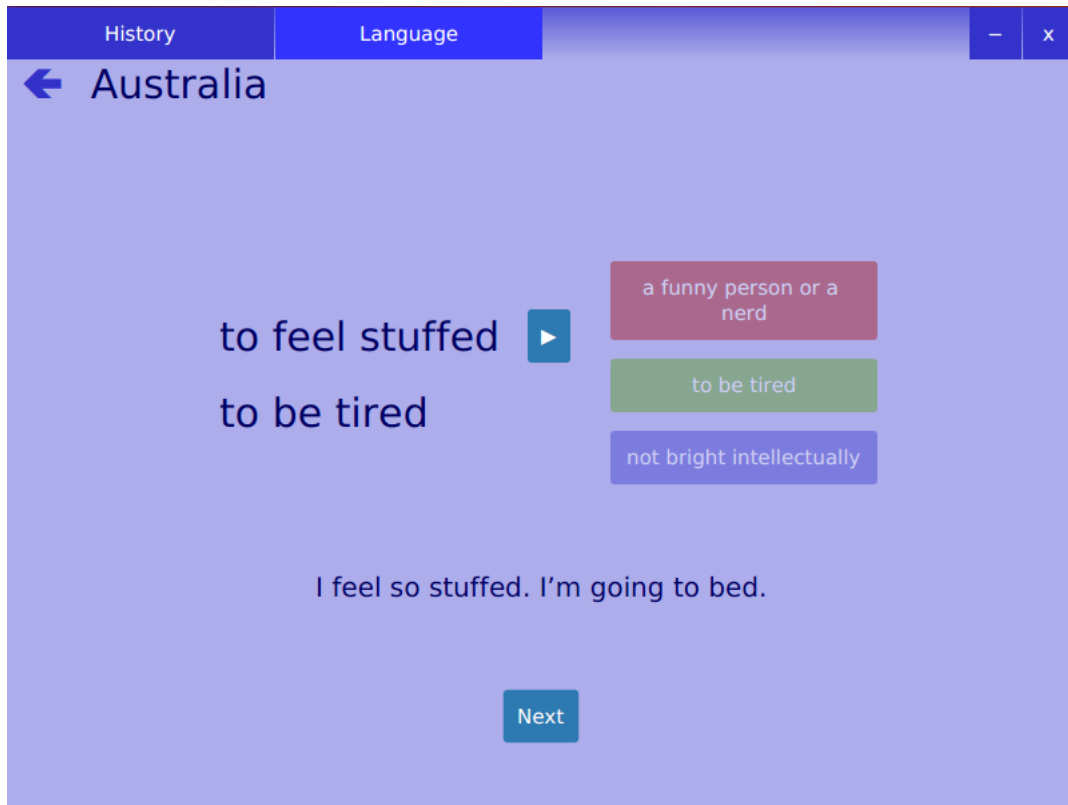 History
Language
– x
Australia
to feel stuffed
▶
to be tired
a funny person or a
nerd
to be tired
not bright intellectually
I feel so stuffed. I’m going to bed.
Next